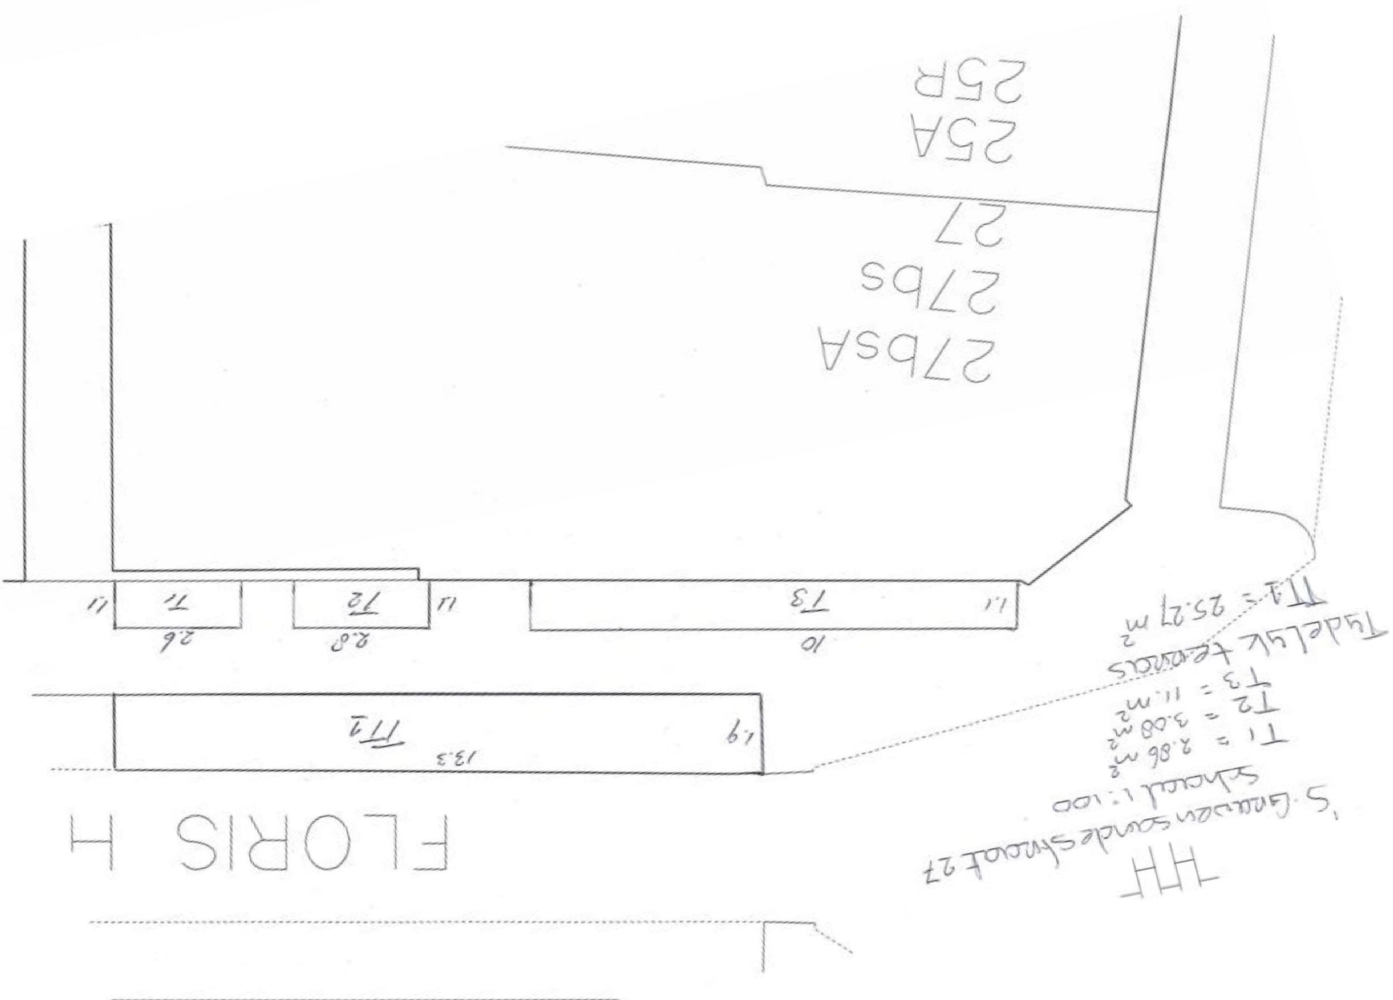 's-Gravensandestraat 27
schaal 1:100
T1 = 2.86 m²
T2 = 3.08 m²
T3 = 11.m²
Tydelyk terras
TT1 = 25.27 m²
FLORIS H
13.3
TT1
1.9
10
2.8
2.6
1.1
T3
1.1
T2
T1
1.1
27bsA
27bs
27
25A
25R